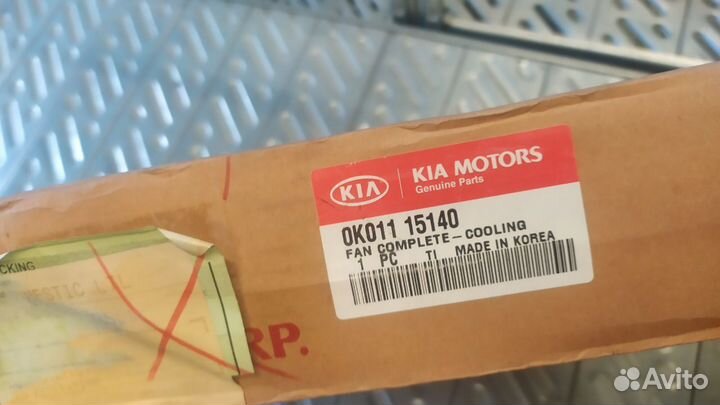 KIA
KIA MOTORS
Genuine Parts
0K011 15140
FAN COMPLETE-COOLING
1 PC TI MADE IN KOREA
CKING
RP.
Avito